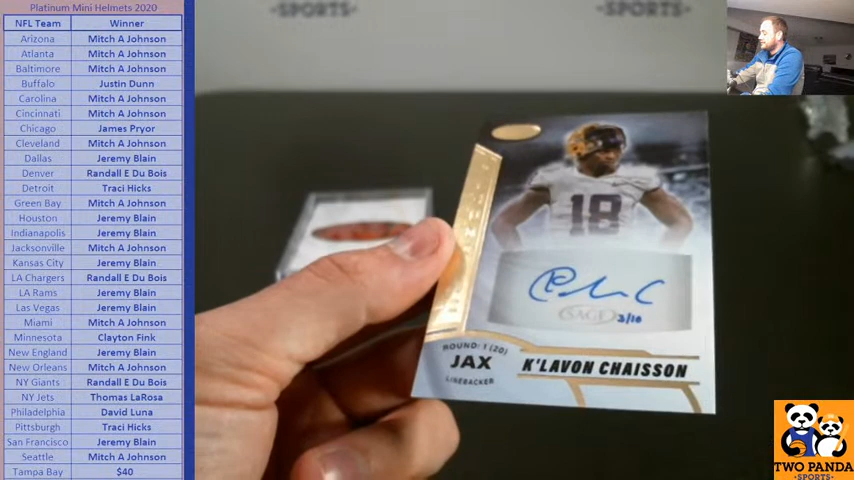 Platinum Mini Helmets 2020
NFL Team Winner
Arizona Mitch A Johnson
Atlanta Mitch A Johnson
Baltimore Mitch A Johnson
Buffalo Justin Dunn
Carolina Mitch A Johnson
Cincinnati Mitch A Johnson
Chicago James Pryor
Cleveland Mitch A Johnson
Dallas Jeremy Blain
Denver Randall E Du Bois
Detroit Traci Hicks
Green Bay Mitch A Johnson
Houston Jeremy Blain
Indianapolis Jeremy Blain
Jacksonville Mitch A Johnson
Kansas City Jeremy Blain
LA Chargers Randall E Du Bois
LA Rams Jeremy Blain
Las Vegas Jeremy Blain
Miami Mitch A Johnson
Minnesota Clayton Fink
New England Jeremy Blain
New Orleans Mitch A Johnson
NY Giants Randall E Du Bois
NY Jets Thomas LaRosa
Philadelphia David Luna
Pittsburgh Traci Hicks
San Francisco Jeremy Blain
Seattle Mitch A Johnson
Tampa Bay $40
-SPORTS-
-SPORTS-
18
SAGE
3/10
ROUND: 1 (20)
JAX
LINEBACKER
K'LAVON CHAISSON
TWO PANDA
-SPORTS-